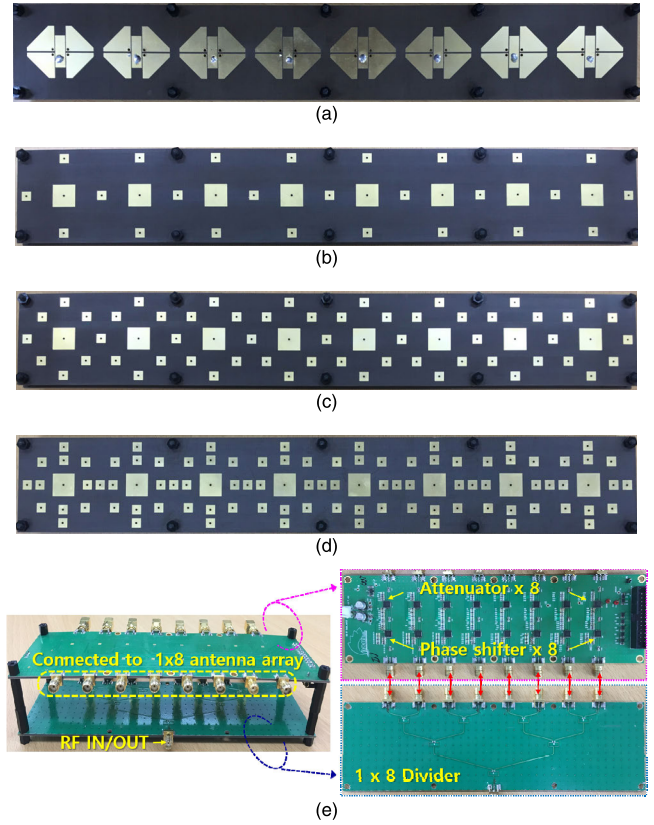 (a)
(b)
(c)
(d)
Connected to 1x8 antenna array
RF IN/OUT
Attenuator x 8
Phase shifter x 8
1 x 8 Divider
(e)